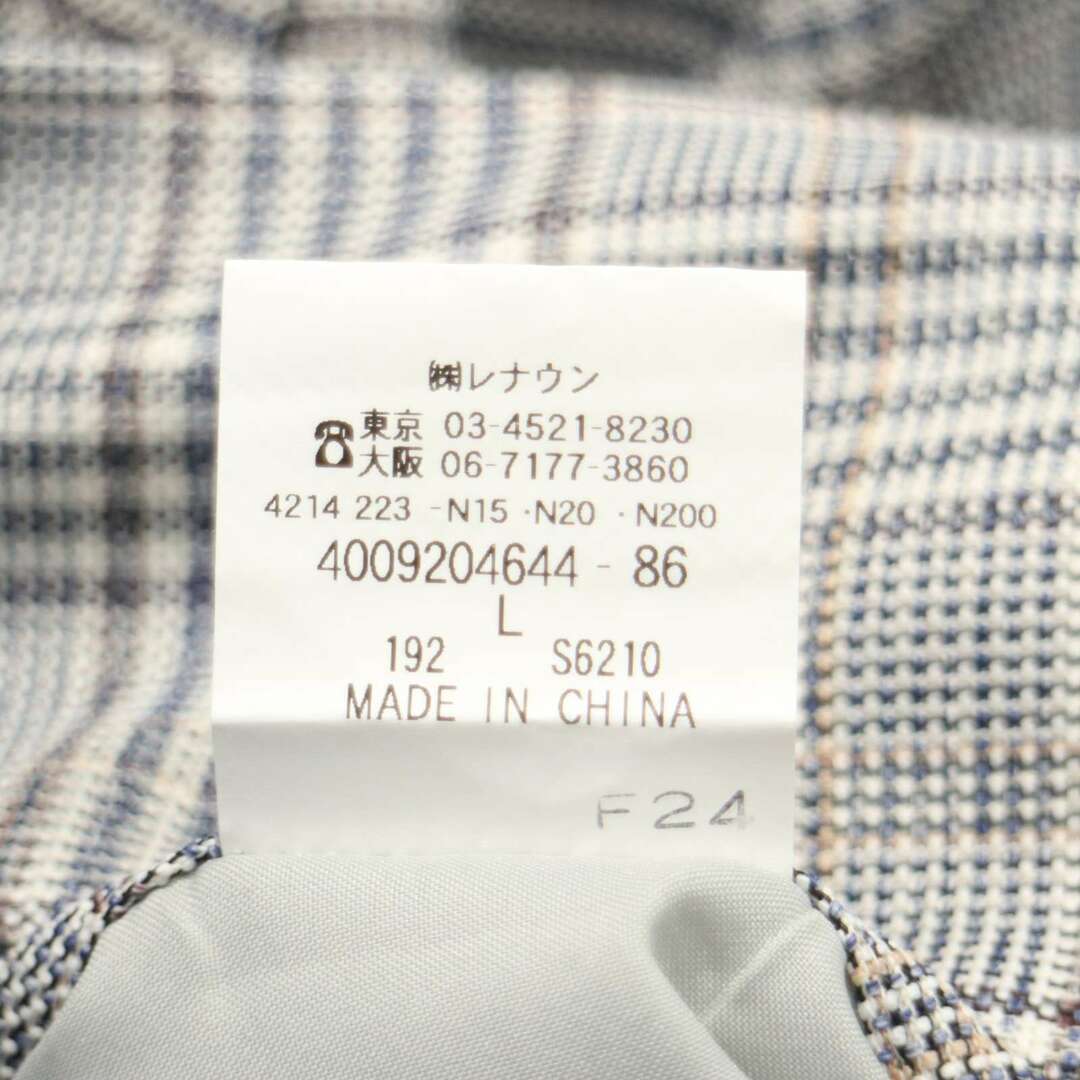 ㈱レナウン
☎東京 03-4521-8230
大阪 06-7177-3860
4214 223 -N15 ·N20 ·N200
4009204644 - 86
L
192 S6210
MADE IN CHINA
F24